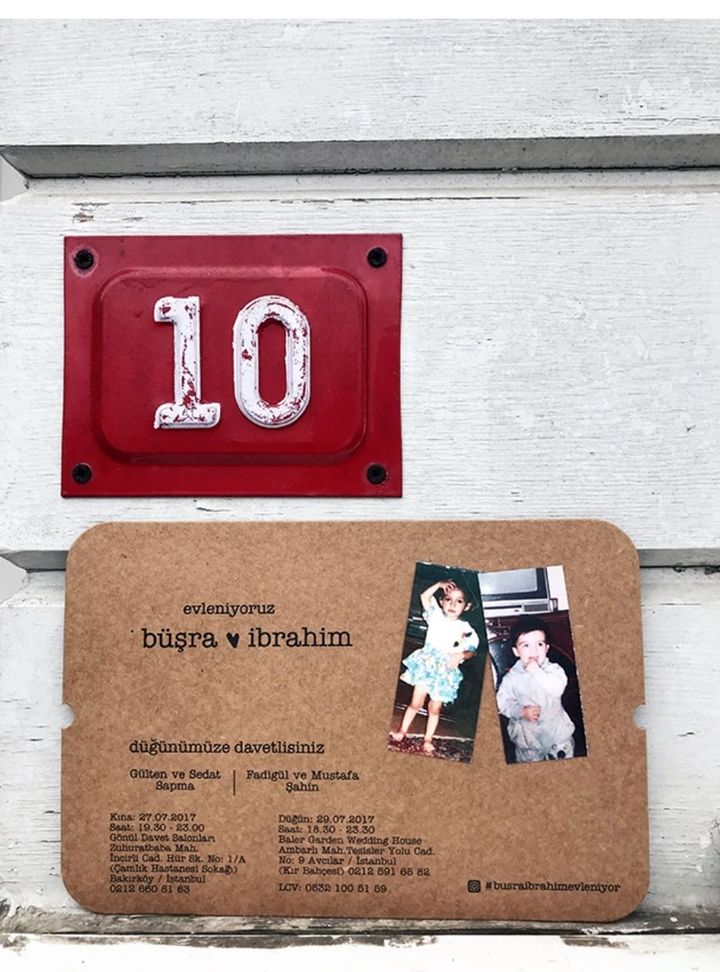 10
evleniyoruz
büşra ♥ ibrahim
düğünümüze davetlisiniz
Gülten ve Sedat
Sapma
Fadigül ve Mustafa
Şahin
Kına: 27.07.2017
Saat: 19.30 - 23.00
Gönül Davet Salonları
Zuhuratbaba Mah.
İncirli Cad. Hür Sk. No: 1/A
(Çamlık Hastanesi Sokağı)
Bakırköy / İstanbul
0212 660 51 63
Düğün: 29.07.2017
Saat: 18.30 - 23.30
Baler Garden Wedding House
Ambarlı Mah.Tesisler Yolu Cad.
No: 9 Avcılar / İstanbul
(Kır Bahçesi) 0212 591 65 82
LCV: 0532 100 51 59
#busraibrahimevleniyor